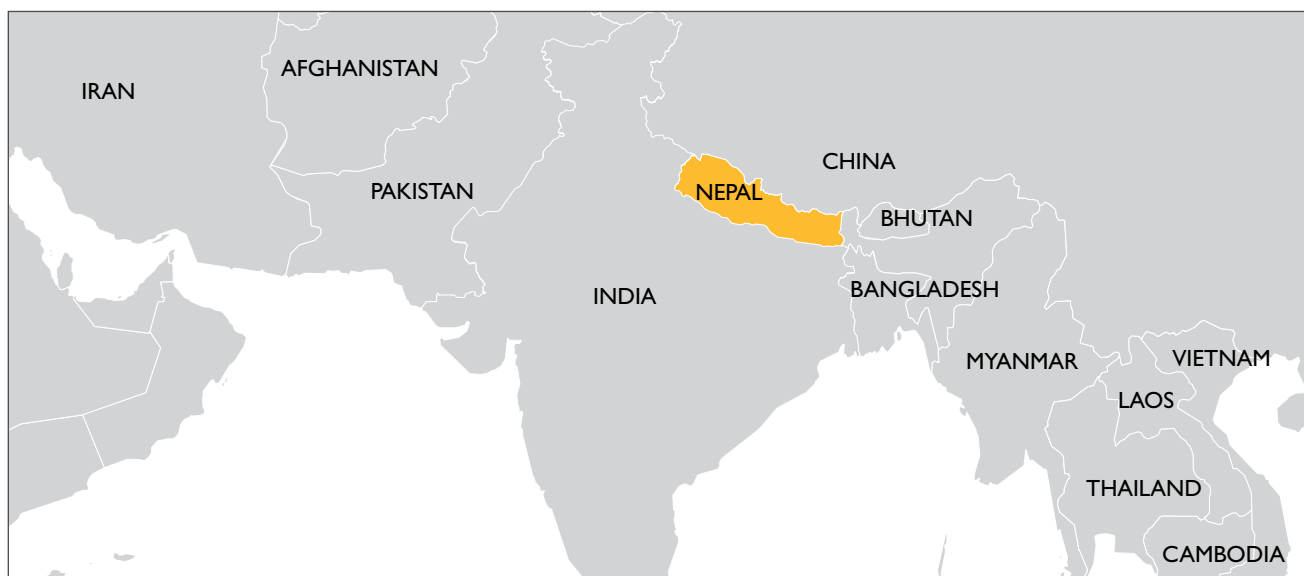 AFGHANISTAN
IRAN
CHINA
PAKISTAN
NEPAL
BHUTAN
BANGLADESH
INDIA
MYANMAR
VIETNAM
LAOS
THAILAND
CAMBODIA